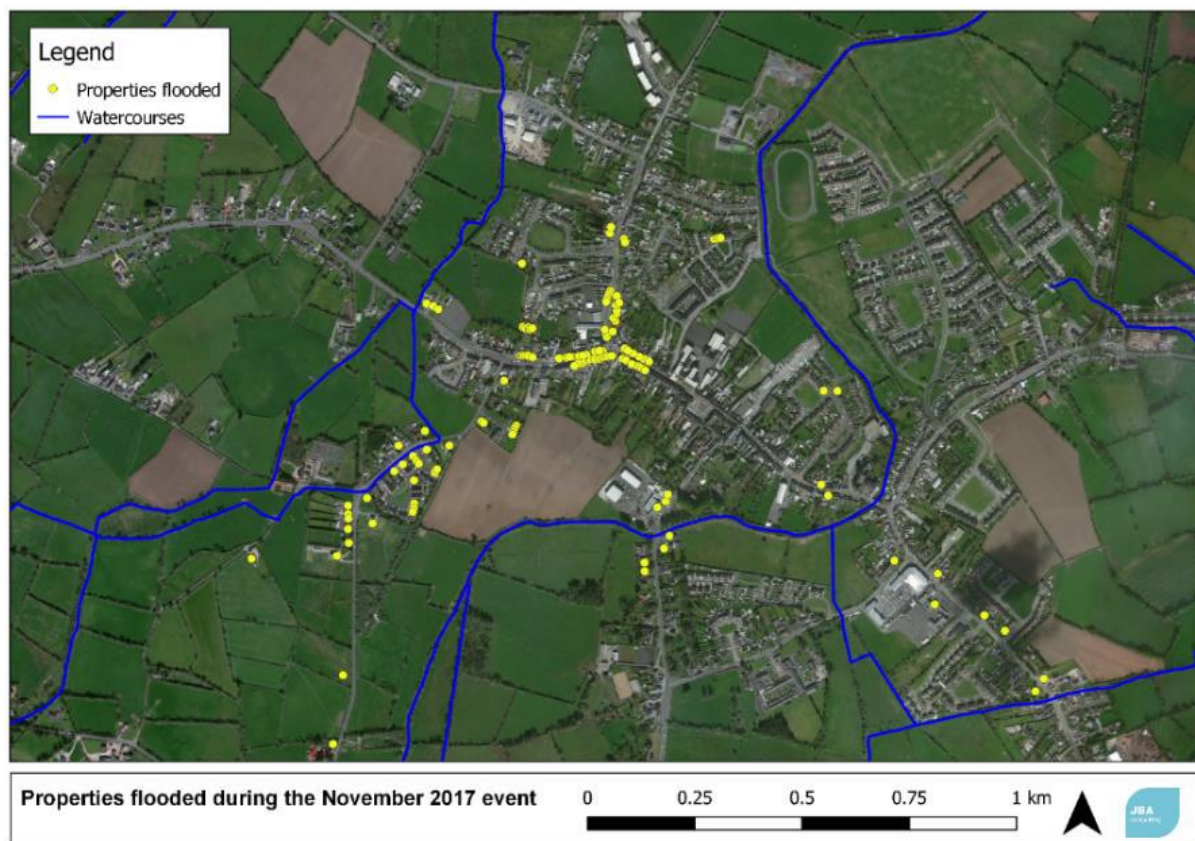 Legend
Properties flooded
Watercourses
Properties flooded during the November 2017 event
0 0.25 0.5 0.75 1 km
JBA